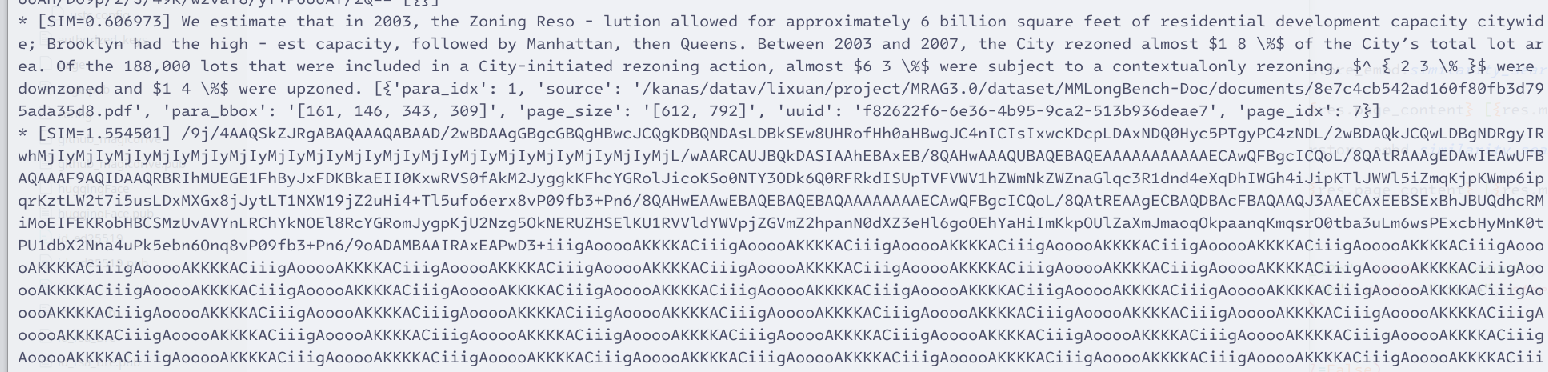 [{}]
* [SIM=0.606973] We estimate that in 2003, the Zoning Reso - lution allowed for approximately 6 billion square feet of residential development capacity citywid
e; Brooklyn had the high - est capacity, followed by Manhattan, then Queens. Between 2003 and 2007, the City rezoned almost $1 8 \%$ of the City's total lot ar
ea. Of the 188,000 lots that were included in a City-initiated rezoning action, almost $6 3 \%$ were subject to a contextualonly rezoning, $^ { 2 3 \% }$ were
downzoned and $1 4 \%$ were upzoned. [{'para_idx': 1, 'source': '/kanas/datav/lixuan/project/MRAG3.0/dataset/MMLongBench-Doc/documents/8e7c4cb542ad160f80fb3d79
5ada35d8.pdf', 'para_bbox': '[161, 146, 343, 309]', 'page_size': '[612, 792]', 'uuid': 'f82622f6-6e36-4b95-9ca2-513b936deae7', 'page_idx': 7}]
* [SIM=1.554501] /9j/4AAQSkZJRgABAQAAAQABAAD/2wBDAAgGBgcGBQgHBwcJCQgKDBQNDAsLDBkSEw8UHRofHh0aHBwgJC4nICIsIxwcKDcpLDAxNDQ0Hyc5PTgyPC4zNDL/2wBDAQkJCQwLDBgNDRgyIR
whMjIyMjIyMjIyMjIyMjIyMjIyMjIyMjIyMjIyMjIyMjIyMjIyMjIyMjIyMjIyMjIyMjIyMjL/wAARCAUJBQkDASIAAhEBAxEB/8QAHwAAAQUBAQEBAQEAAAAAAAAAAAECAwQFBgcICQoL/8QAtRAAAgEDAwIEAwUFB
AQAAAF9AQIDAAQRBRIhMUEGE1FhByJxFDKBkaEII0KxwRVS0fAkM2JyggkKFhcYGRolJicoKSo0NTY3ODk6Q0RFRkdISUpTVFVWV1hZWmNkZWZnaGlqc3R1dnd4eXqDhIWGh4iJipKTlJWWl5iZmqKjpKWmp6ip
qrKztLW2t7i5usLDxMXGx8jJytLT1NXW19jZ2uHi4+Tl5ufo6erx8vP09fb3+Pn6/8QAHwEAAwEBAQEBAQEBAQAAAAAAAAECAwQFBgcICQoL/8QAtREAAgECBAQDBAcFBAQAAQJ3AAECAxEEBSExBhJBUQdhcRM
iMoEIFEKRobHBCSMzUvAVYnLRChYkNOEl8RcYGRomJygpKjU2Nzg5OkNERUZHSElKU1RVVldYWVpjZGVmZ2hpanN0dXZ3eHl6goOEhYaHiImKkpOUlZaXmJmaoqOkpaanqKmqsrO0tba3uLm6wsPExcbHyMnK0t
PU1dbX2Nna4uPk5ebn6Onq8vP09fb3+Pn6/9oADAMBAAIRAxEAPwD3+iiigAooooAKKKKACiiigAooooAKKKKACiiigAooooAKKKKACiiigAooooAKKKKACiiigAooooAKKKKACiiigAooooAKKKKACiiigAoo
oAKKKKACiiigAooooAKKKKACiiigAooooAKKKKACiiigAooooAKKKKACiiigAooooAKKKKACiiigAooooAKKKKACiiigAooooAKKKKACiiigAooooAKKKKACiiigAooooAKKKKACiiigAooooAKKKKACiiigAoo
ooAKKKKACiiigAooooAKKKKACiiigAooooAKKKKACiiigAooooAKKKKACiiigAooooAKKKKACiiigAooooAKKKKACiiigAooooAKKKKACiiigAooooAKKKKACiiigAooooAKKKKACiiigAooooAKKKKACiiigAo
oooAKKKKACiiigAooooAKKKKACiiigAooooAKKKKACiiigAooooAKKKKACiiigAooooAKKKKACiiigAooooAKKKKACiiigAooooAKKKKACiiigAooooAKKKKACiiigAooooAKKKKACiiigAooooAKKKKACiiigA
ooooAKKKKACiiigAooooAKKKKACiiigAooooAKKKKACiiigAooooAKKKKACiiigAooooAKKKKACiiigAooooAKKKKACiiigAooooAKKKKACiiigAooooAKKKKACiiigAooooAKKKKACiiigAooooAKKKKACiiig
AooooAKKKKACiiigAooooAKKKKACiiigAooooAKKKKACiiigAooooAKKKKACiiigAooooAKKKKACiiigAooooAKKKKACiiigAooooAKKKKACiiigAooooAKKKKACiiigAooooAKKKKACiiigAooooAKKKKACiii